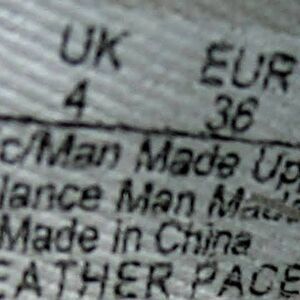 UK EUR
4 36
c/Man Made Up
lance Man Made
Made in China
EATHER PACE